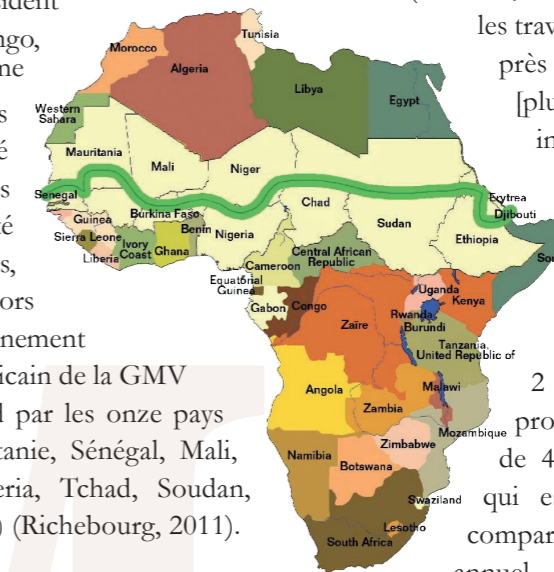 ident
ngo,
les trav
me
près
[plu
in
icain de la GMV
d par les onze pays
tanie, Sénégal, Mali,
eria, Tchad, Soudan,
) (Richebourg, 2011).
ors
nement
2
pro
de 4
qui e
compar
annuel
Morocco
Tunisia
Algeria
Libya
Egypt
Western
Sahara
Mauritania
Mali
Niger
Chad
Sudan
Erytrea
Djibouti
Senegal
Guinea
Burkina Faso
Benin
Nigeria
Ethiopia
Sierra Leone
Liberia
Ivory
Coast
Ghana
Cameroon
Central African
Republic
Sou
Equatorial
Guinea
Gabon
Congo
Zaïre
Uganda
Kenya
Rwanda
Burundi
Tanzania,
United Republic of
Angola
Zambia
Malawi
Mozambique
Zimbabwe
Namibia
Botswana
Swaziland
Lesotho
South Africa